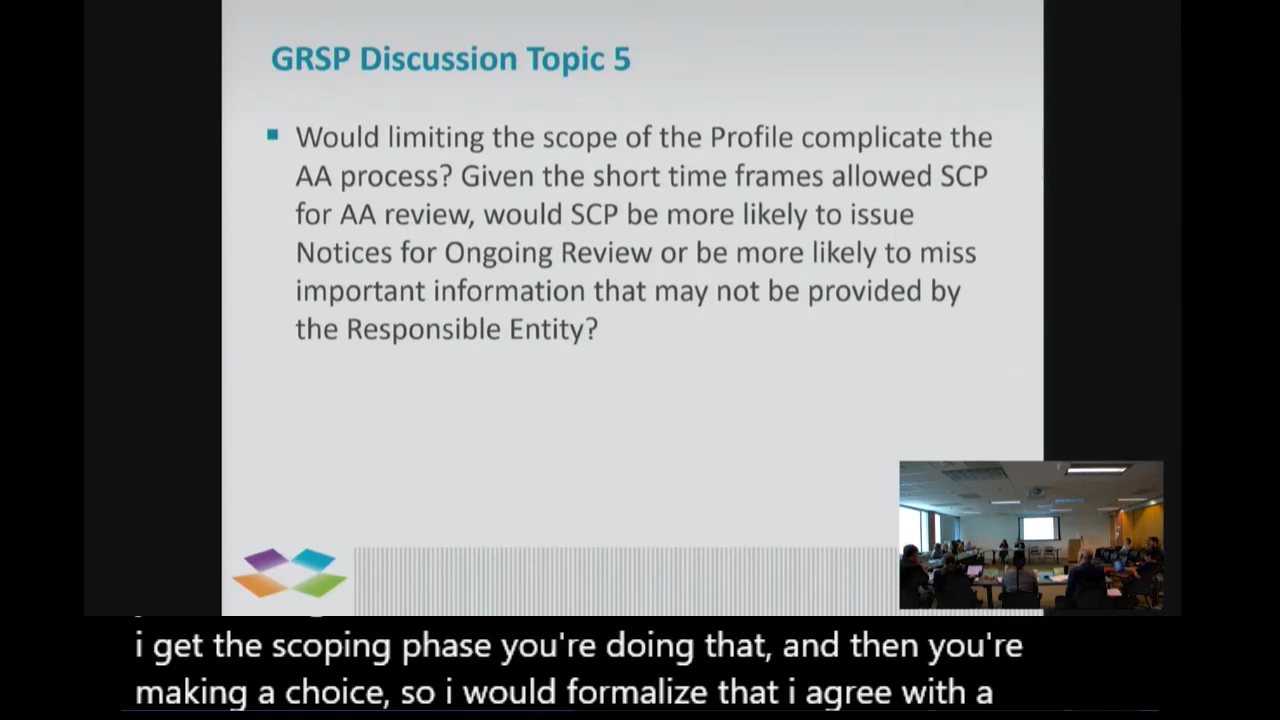 GRSP Discussion Topic 5
Would limiting the scope of the Profile complicate the
AA process? Given the short time frames allowed SCP
for AA review, would SCP be more likely to issue
Notices for Ongoing Review or be more likely to miss
important information that may not be provided by
the Responsible Entity?
i get the scoping phase you're doing that, and then you're
making a choice, so i would formalize that i agree with a